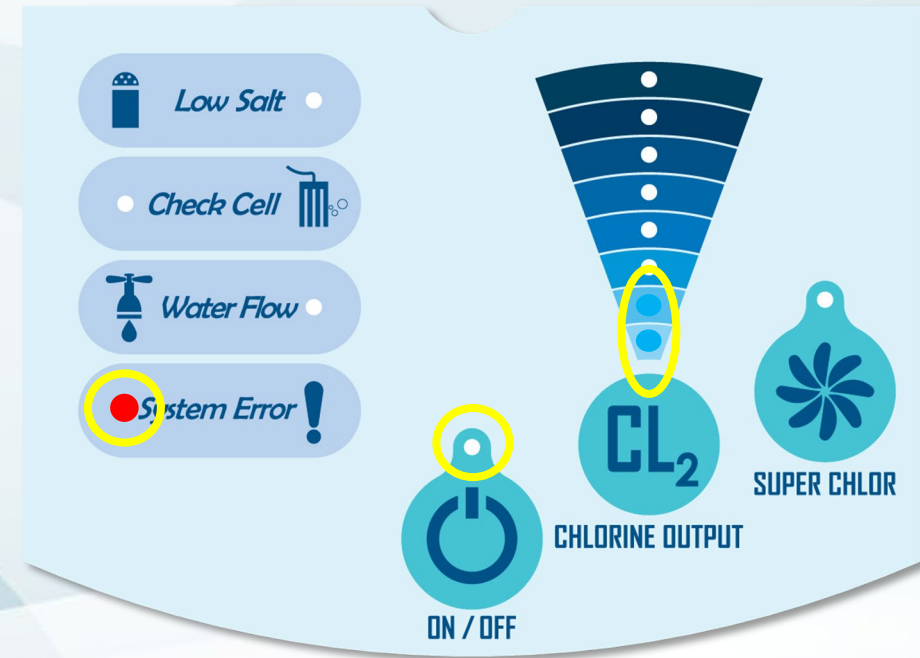 Low Salt
Check Cell
Water Flow
System Error
CL2
CHLORINE OUTPUT
SUPER CHLOR
ON / OFF